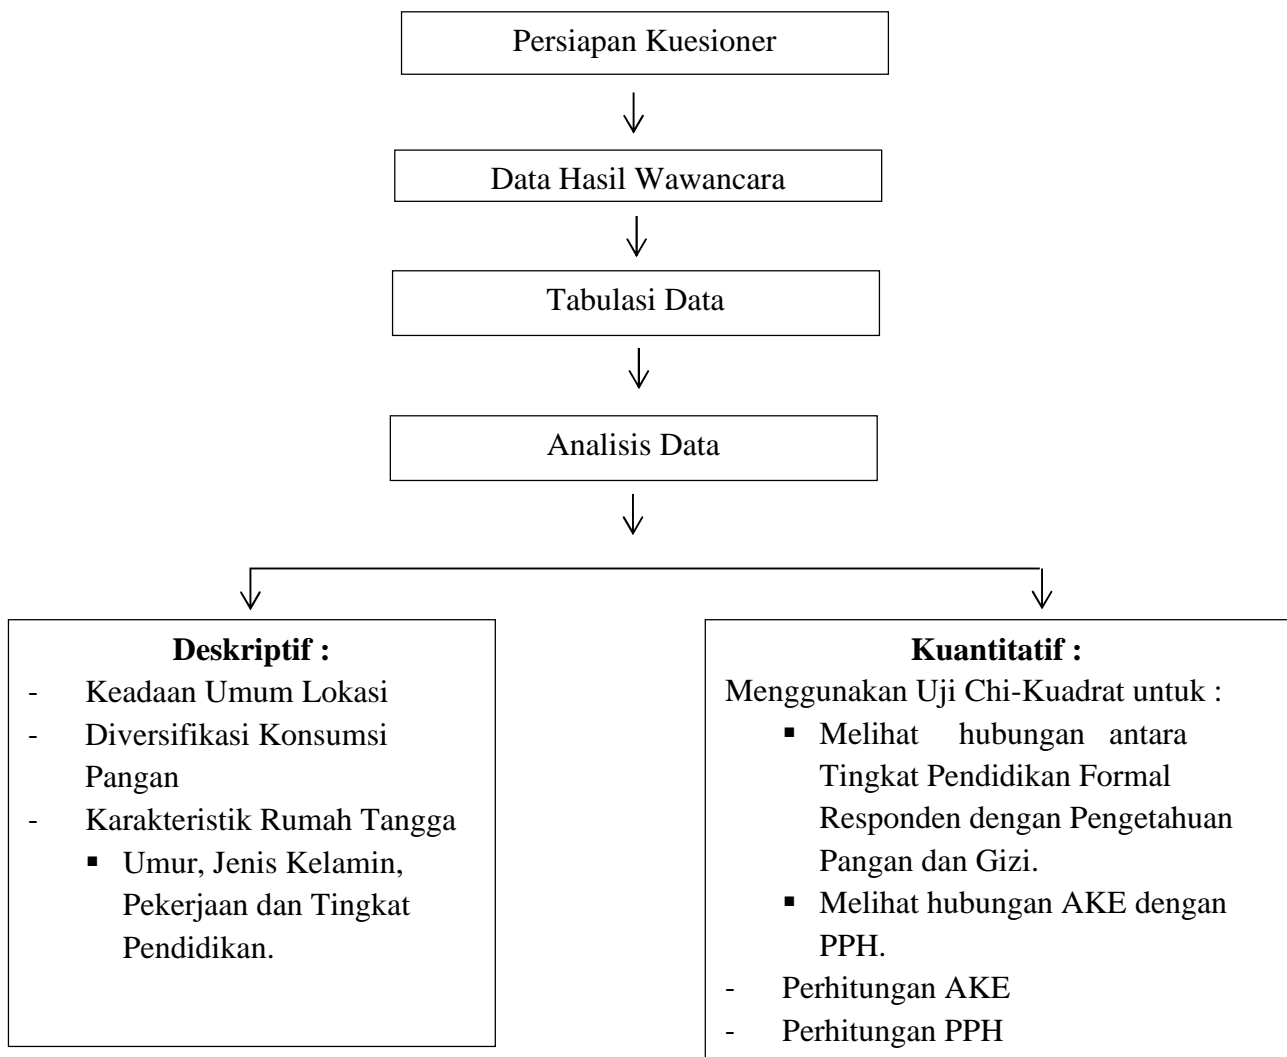 Persiapan Kuesioner
Data Hasil Wawancara
Tabulasi Data
Analisis Data
Deskriptif :
- Keadaan Umum Lokasi
- Diversifikasi Konsumsi
Pangan
- Karakteristik Rumah Tangga
▪ Umur, Jenis Kelamin,
Pekerjaan dan Tingkat
Pendidikan.
Kuantitatif :
Menggunakan Uji Chi-Kuadrat untuk :
▪ Melihat hubungan antara
Tingkat Pendidikan Formal
Responden dengan Pengetahuan
Pangan dan Gizi.
▪ Melihat hubungan AKE dengan
PPH.
- Perhitungan AKE
- Perhitungan PPH